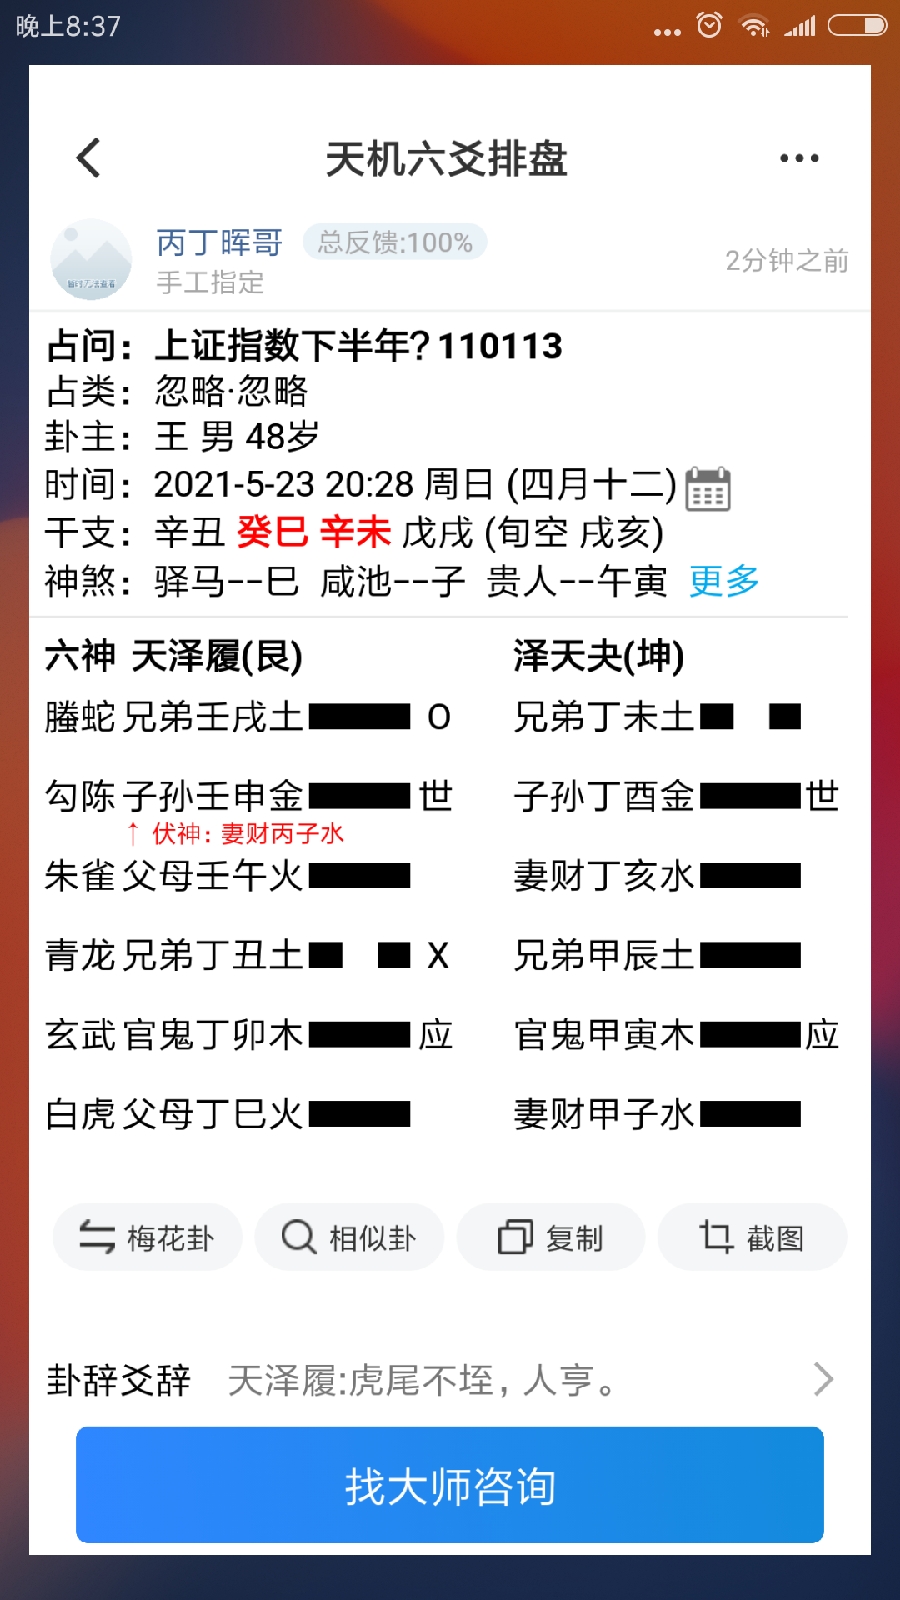 晚上8:37
天机六爻排盘
丙丁晖哥 总反馈:100%
手工指定
2分钟之前
占问：上证指数下半年？110113
占类：忽略·忽略
卦主：王 男 48岁
时间：2021-5-23 20:28 周日 (四月十二)
干支：辛丑 癸巳 辛未 戊戌 (旬空 戌亥)
神煞：驿马--巳 咸池--子 贵人--午寅 更多
六神 天泽履(艮) 泽天夬(坤)
螣蛇 兄弟壬戌土 O 兄弟丁未土
勾陈 子孙壬申金 世 子孙丁酉金 世
↑ 伏神：妻财丙子水
朱雀 父母壬午火 妻财丁亥水
青龙 兄弟丁丑土 X 兄弟甲辰土
玄武 官鬼丁卯木 应 官鬼甲寅木 应
白虎 父母丁巳火 妻财甲子水
梅花卦 相似卦 复制 截图
卦辞爻辞 天泽履:虎尾不咥，人亨。
找大师咨询